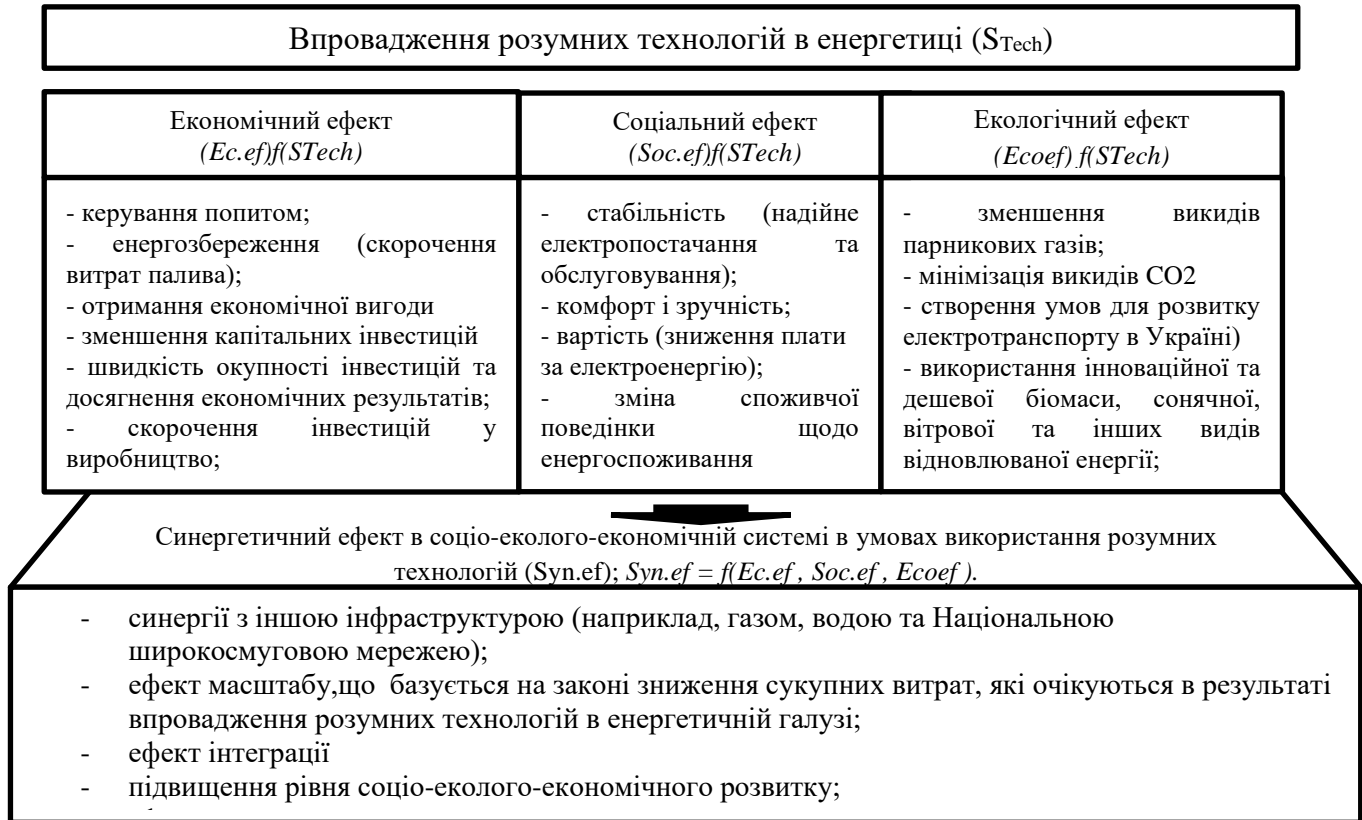 Впровадження розумних технологій в енергетиці (STech)
Економічний ефект
(Ec.ef)f(STech)
Соціальний ефект
(Soc.ef)f(STech)
Екологічний ефект
(Ecoef) f(STech)
- керування попитом;
- енергозбереження (скорочення
витрат палива);
- отримання економічної вигоди
- зменшення капітальних інвестицій
- швидкість окупності інвестицій та
досягнення економічних результатів;
- скорочення інвестицій у
виробництво;
- стабільність (надійне
електропостачання та
обслуговування);
- комфорт і зручність;
- вартість (зниження плати
за електроенергію);
- зміна споживчої
поведінки щодо
енергоспоживання
- зменшення викидів
парникових газів;
- мінімізація викидів СО2
- створення умов для розвитку
електротранспорту в Україні)
- використання інноваційної та
дешевої біомаси, сонячної,
вітрової та інших видів
відновлюваної енергії;
Синергетичний ефект в соціо-еколого-економічній системі в умовах використання розумних
технологій (Syn.ef); Syn.ef = f(Ec.ef , Soc.ef , Ecoef ).
- синергії з іншою інфраструктурою (наприклад, газом, водою та Національною
широкосмуговою мережею);
- ефект масштабу,що базується на законі зниження сукупних витрат, які очікуються в результаті
впровадження розумних технологій в енергетичній галузі;
- ефект інтеграції
- підвищення рівня соціо-еколого-економічного розвитку;